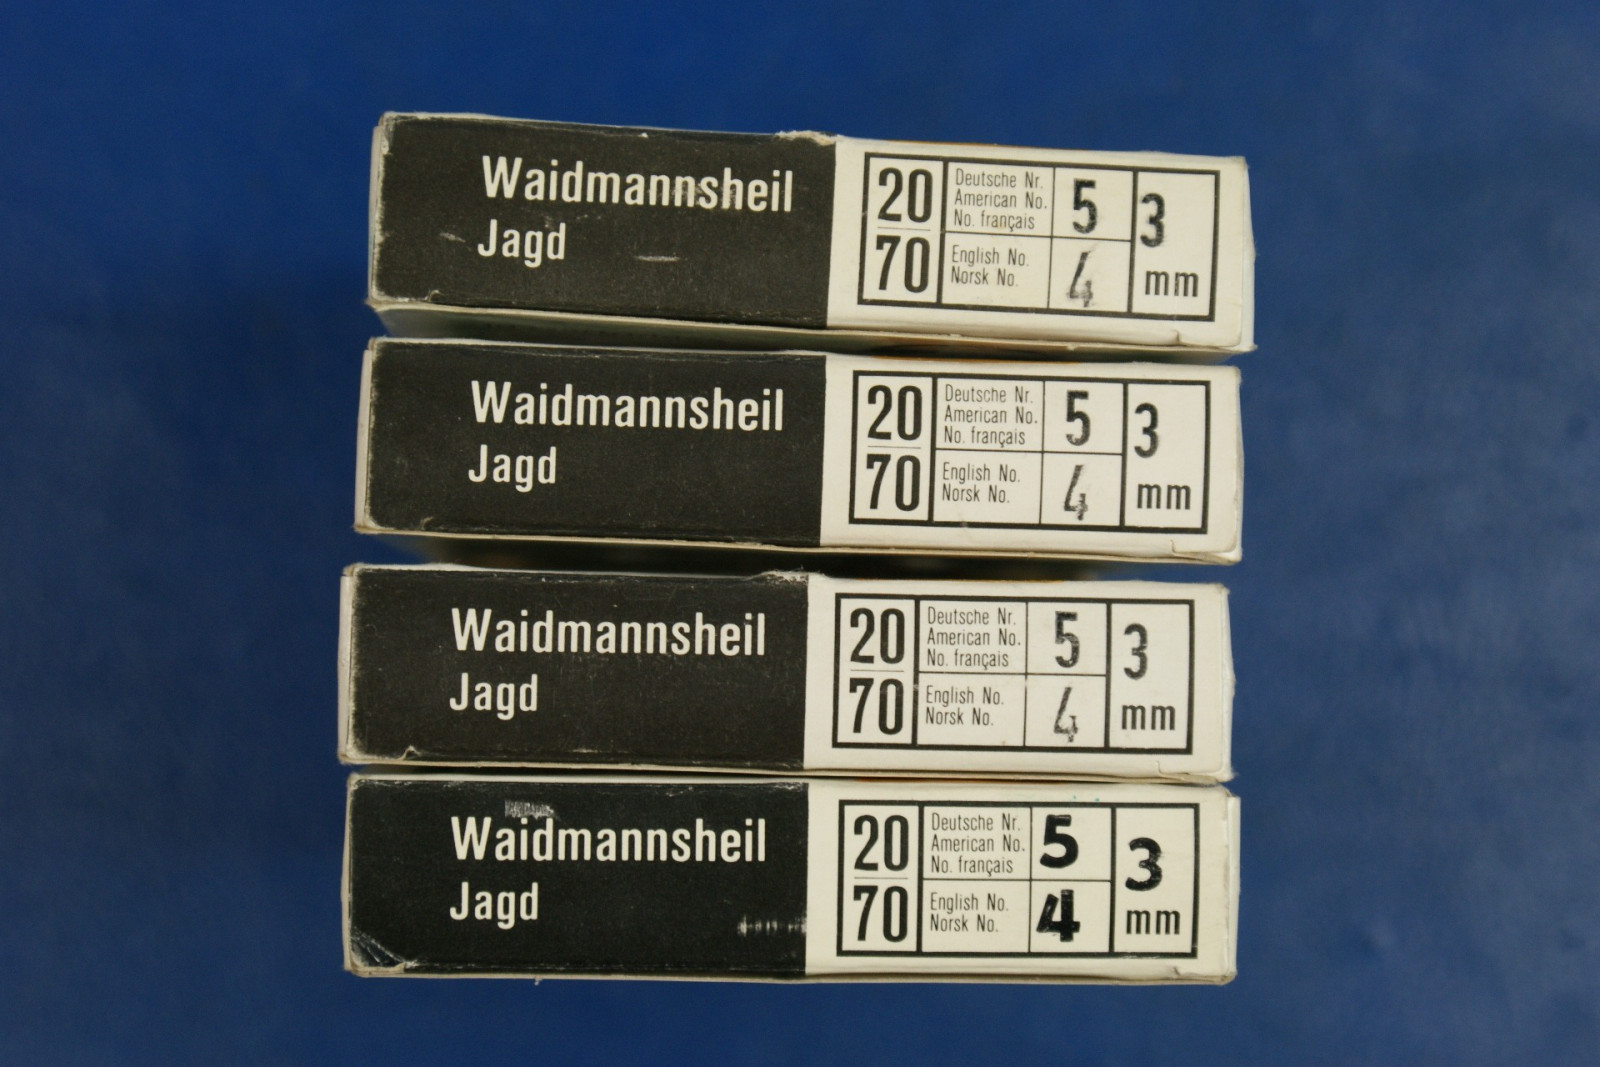 Waidmannsheil
Jagd
20
70
Deutsche Nr.
American No.
No. français
5
English No.
Norsk No.
4
3
mm
Waidmannsheil
Jagd
20
70
Deutsche Nr.
American No.
No. français
5
English No.
Norsk No.
4
3
mm
Waidmannsheil
Jagd
20
70
Deutsche Nr.
American No.
No. français
5
English No.
Norsk No.
4
3
mm
Waidmannsheil
Jagd
20
70
Deutsche Nr.
American No.
No. français
5
English No.
Norsk No.
4
3
mm